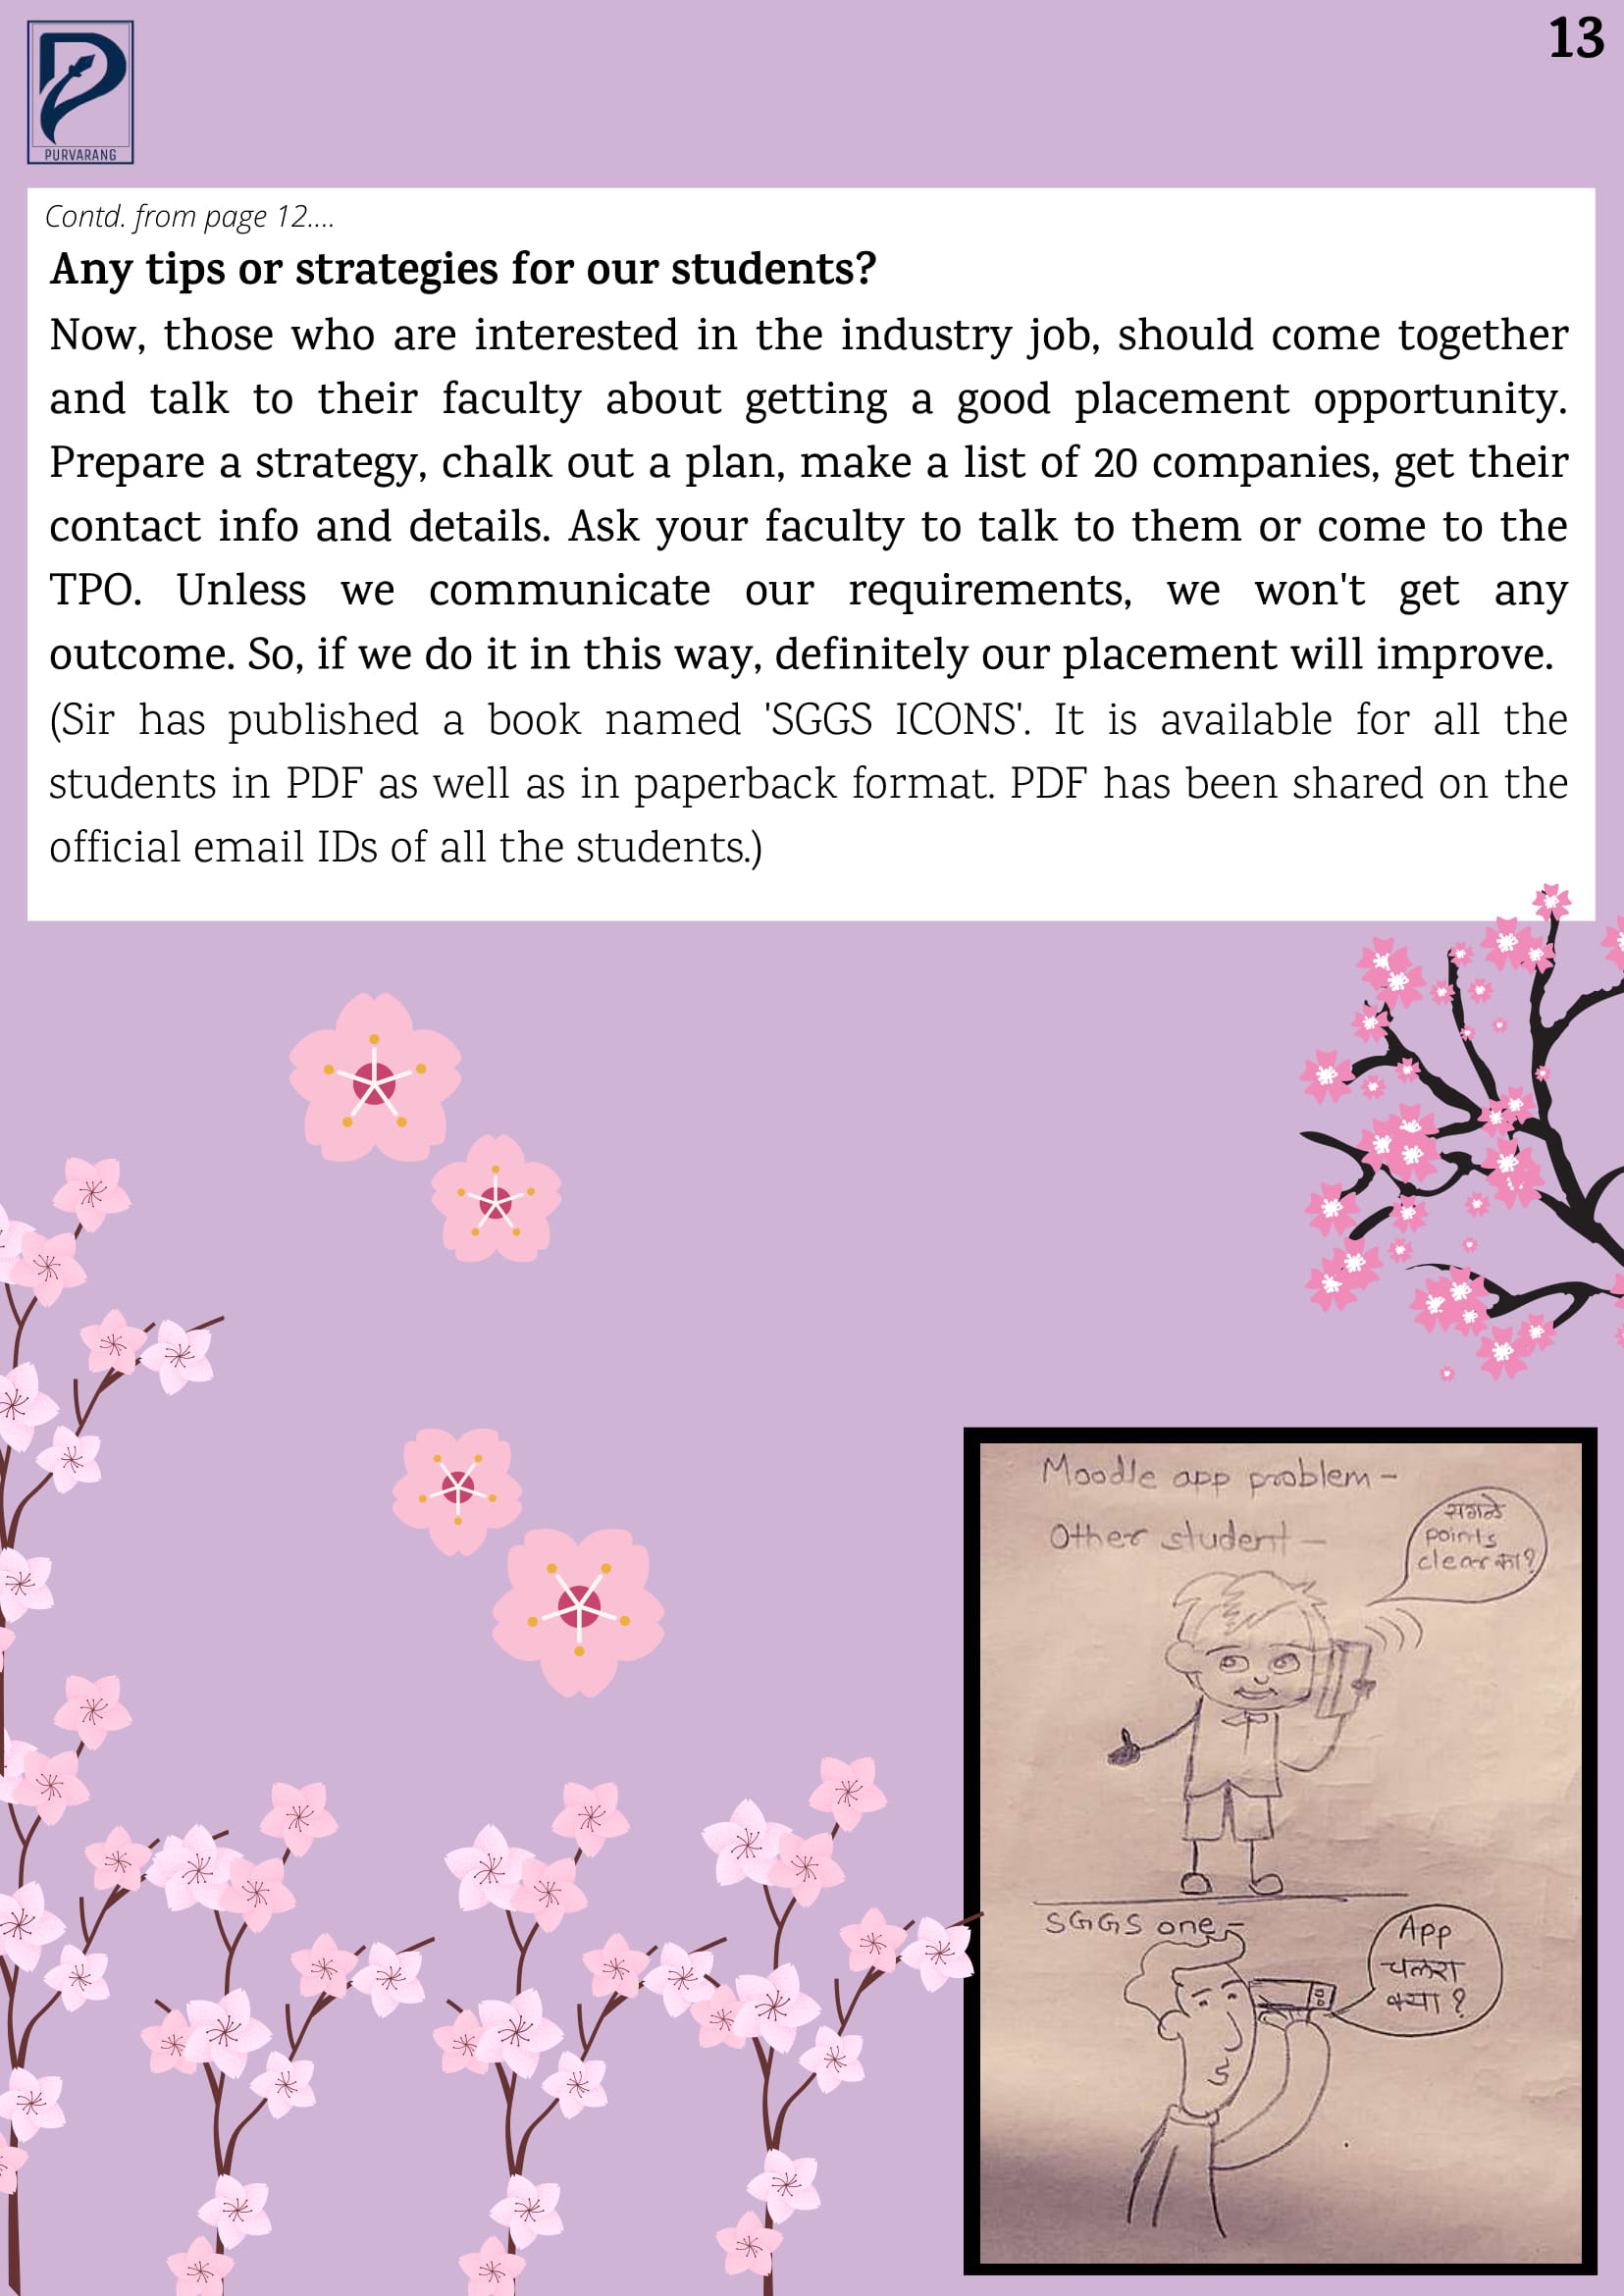 PURVARANG
13
Contd. from page 12....
Any tips or strategies for our students?
Now, those who are interested in the industry job, should come together
and talk to their faculty about getting a good placement opportunity.
Prepare a strategy, chalk out a plan, make a list of 20 companies, get their
contact info and details. Ask your faculty to talk to them or come to the
TPO. Unless we communicate our requirements, we won't get any
outcome. So, if we do it in this way, definitely our placement will improve.
(Sir has published a book named 'SGGS ICONS'. It is available for all the
students in PDF as well as in paperback format. PDF has been shared on the
official email IDs of all the students.)
Moodle app problem -
Other student -
सगळे
points
clear का?
SGGS one -
App
चलरा
क्या ?